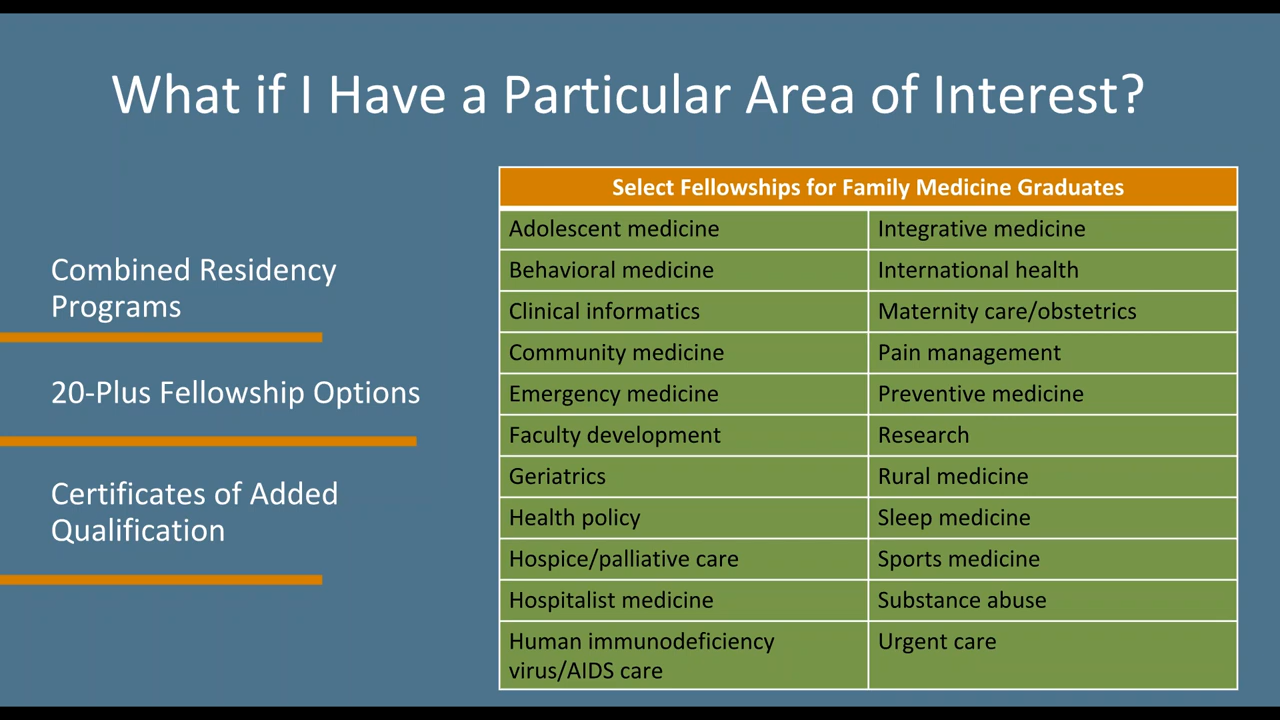 What if I Have a Particular Area of Interest?
Combined Residency
Programs
20-Plus Fellowship Options
Certificates of Added
Qualification
Select Fellowships for Family Medicine Graduates
Adolescent medicine
Integrative medicine
Behavioral medicine
International health
Clinical informatics
Maternity care/obstetrics
Community medicine
Pain management
Emergency medicine
Preventive medicine
Faculty development
Research
Geriatrics
Rural medicine
Health policy
Sleep medicine
Hospice/palliative care
Sports medicine
Hospitalist medicine
Substance abuse
Human immunodeficiency
virus/AIDS care
Urgent care